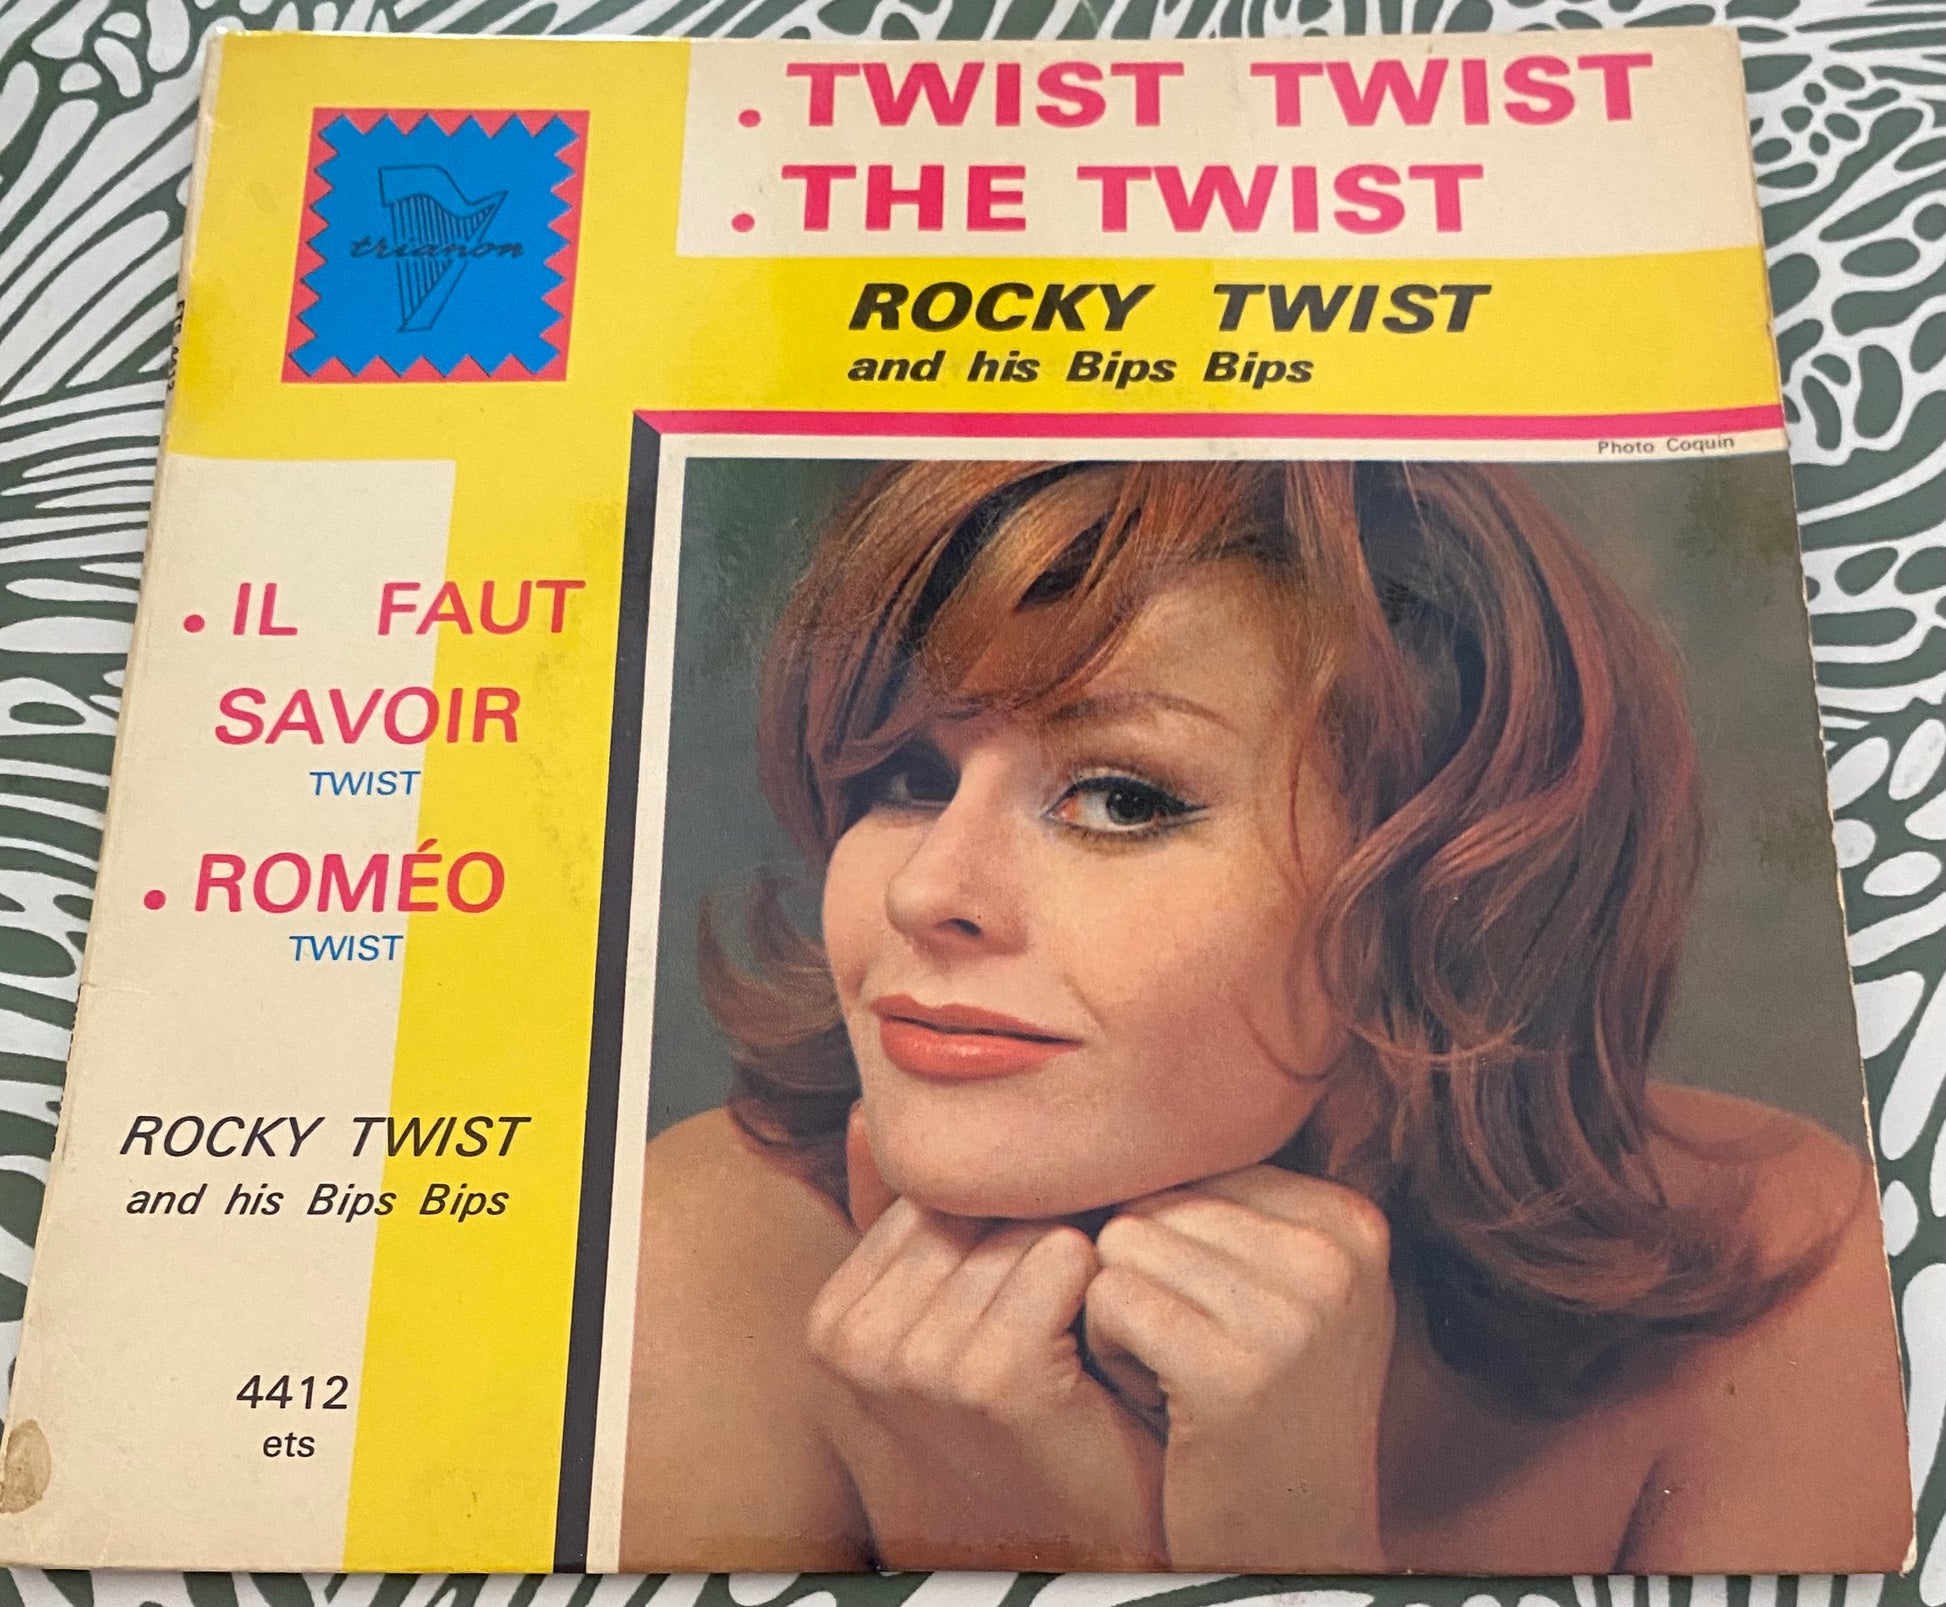 . TWIST TWIST
. THE TWIST
trianon
ROCKY TWIST
and his Bips Bips
Photo Coquin
. IL FAUT
SAVOIR
TWIST
. ROMÉO
TWIST
ROCKY TWIST
and his Bips Bips
4412
ets